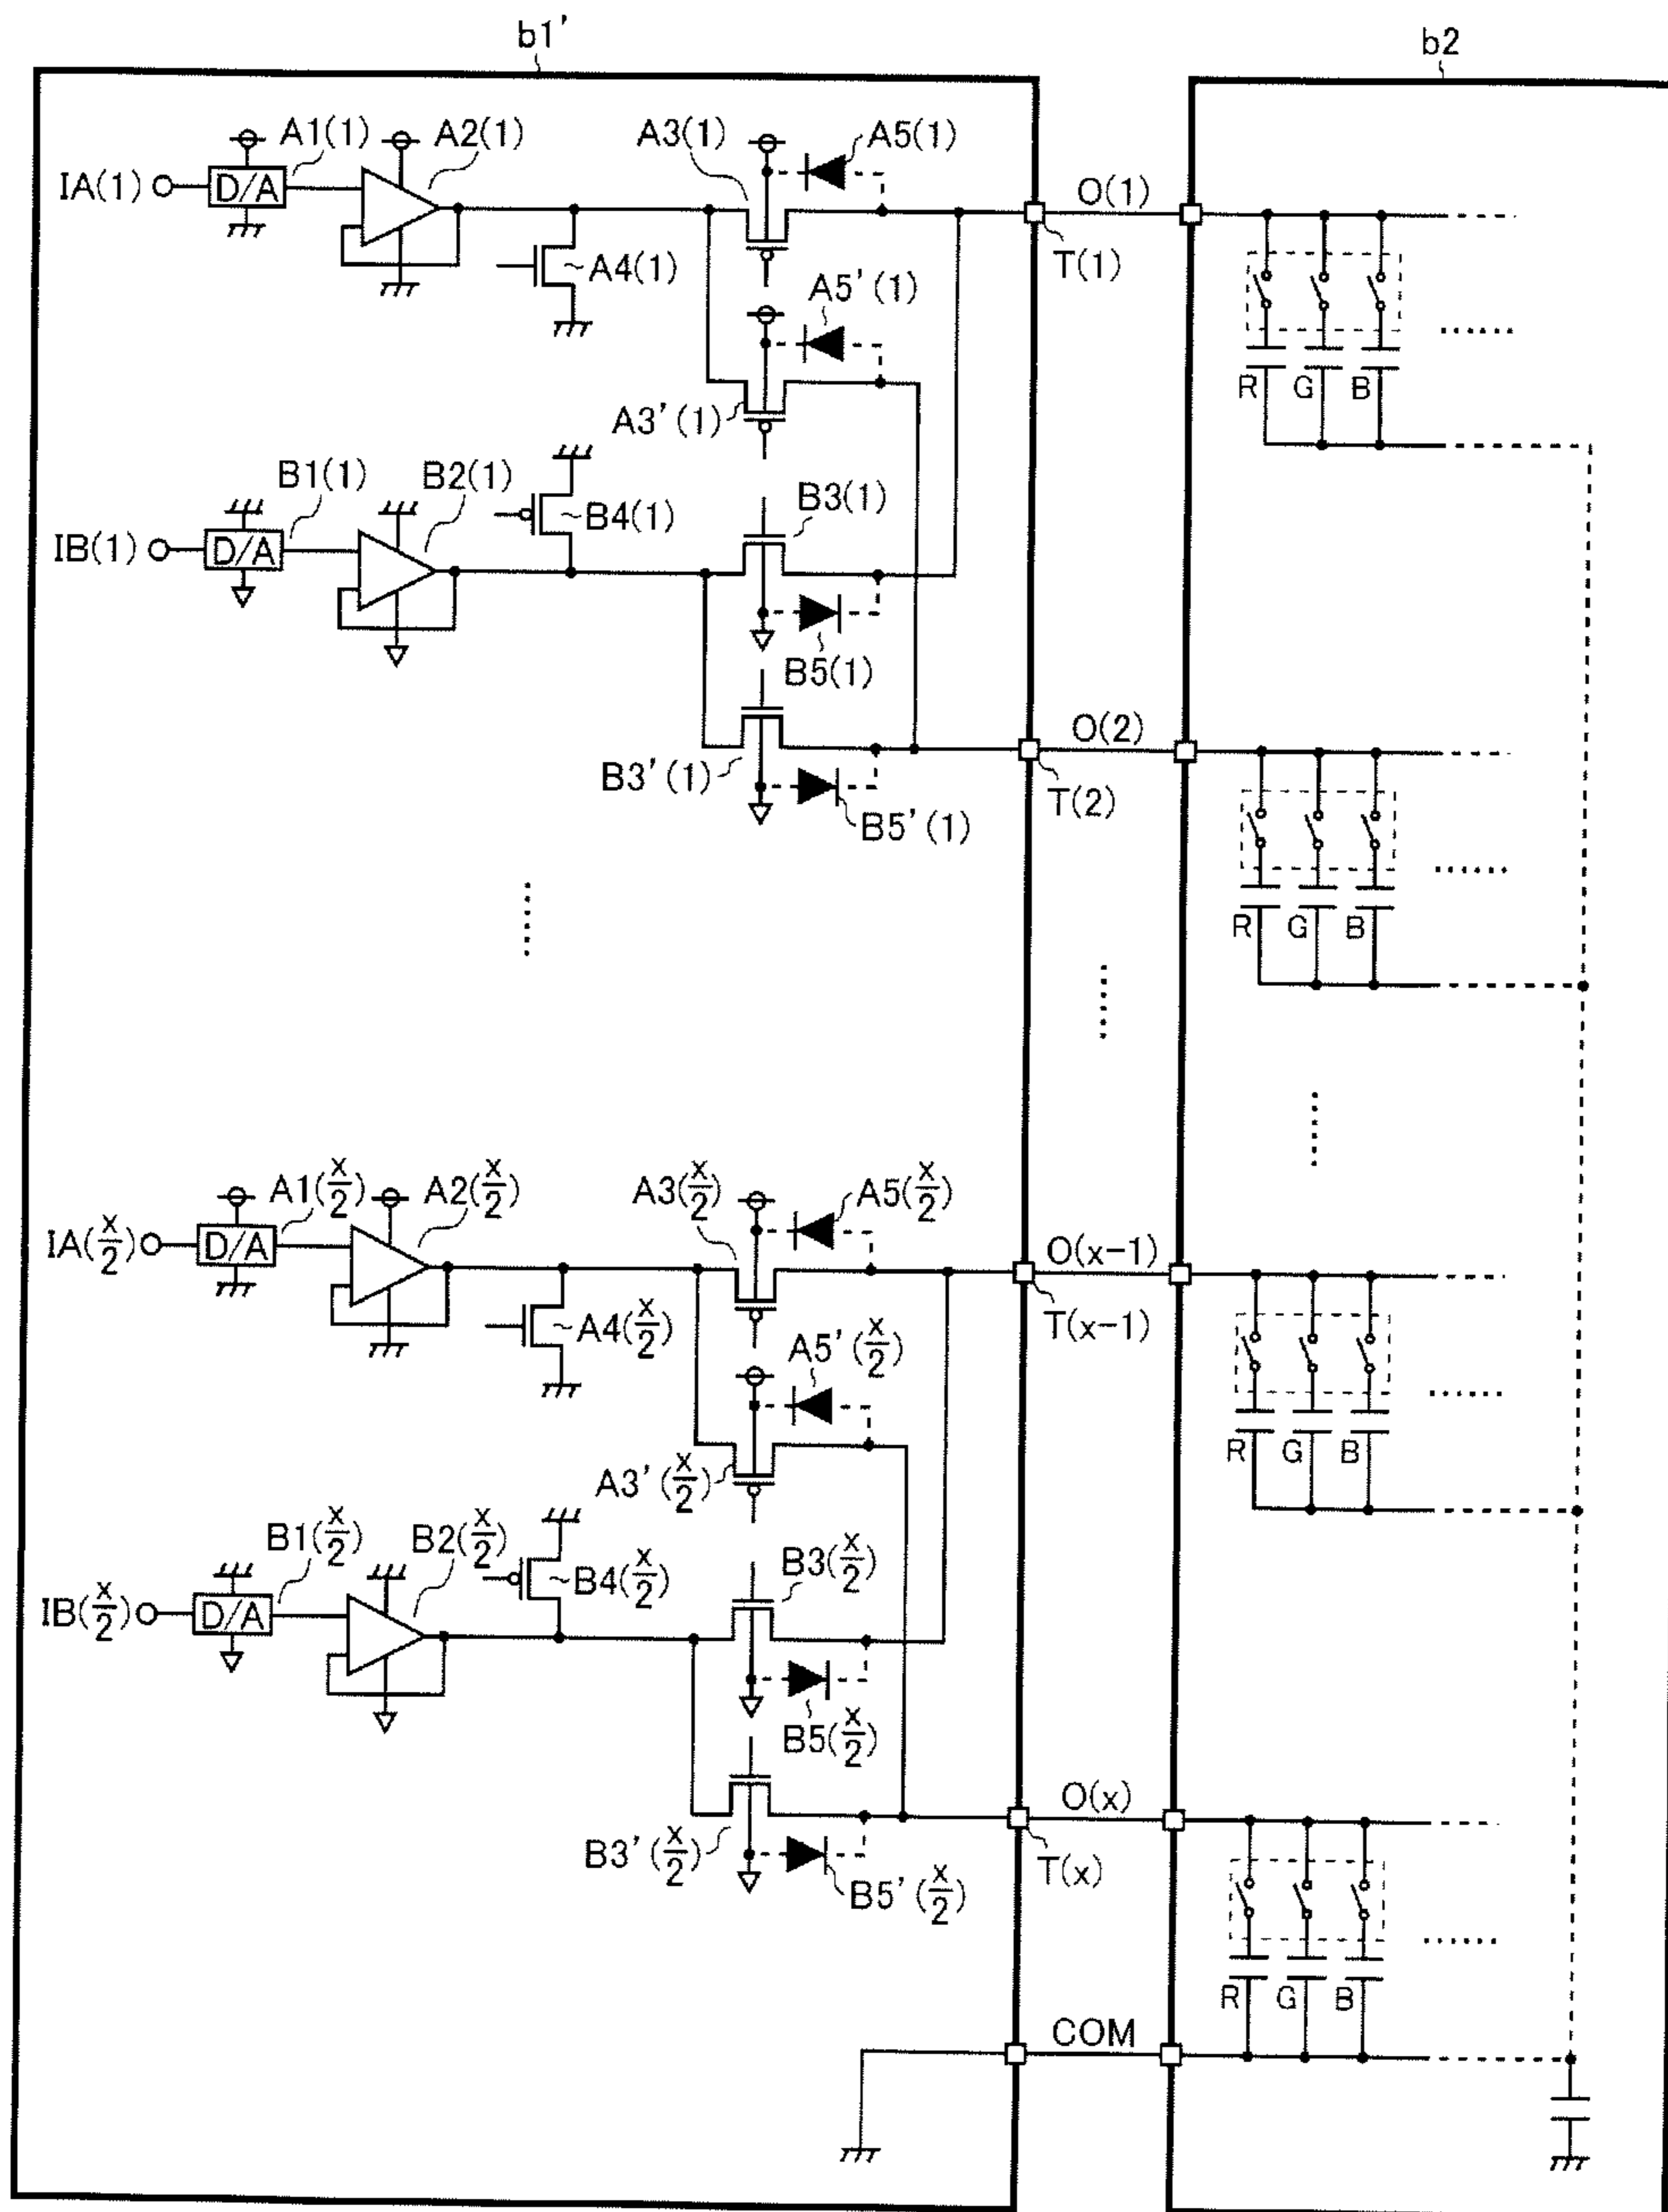 b1'
b2
IA(1)
D/A
A1(1)
A2(1)
A3(1)
A5(1)
O(1)
T(1)
A4(1)
A5'(1)
A3'(1)
R G B
......
IB(1)
D/A
B1(1)
B2(1)
B4(1)
B3(1)
B5(1)
B3'(1)
B5'(1)
O(2)
T(2)
R G B
......
IA(x/2)
D/A
A1(x/2)
A2(x/2)
A3(x/2)
A5(x/2)
O(x-1)
T(x-1)
A4(x/2)
A5'(x/2)
A3'(x/2)
R G B
......
IB(x/2)
D/A
B1(x/2)
B2(x/2)
B4(x/2)
B3(x/2)
B5(x/2)
B3'(x/2)
B5'(x/2)
O(x)
T(x)
R G B
......
COM